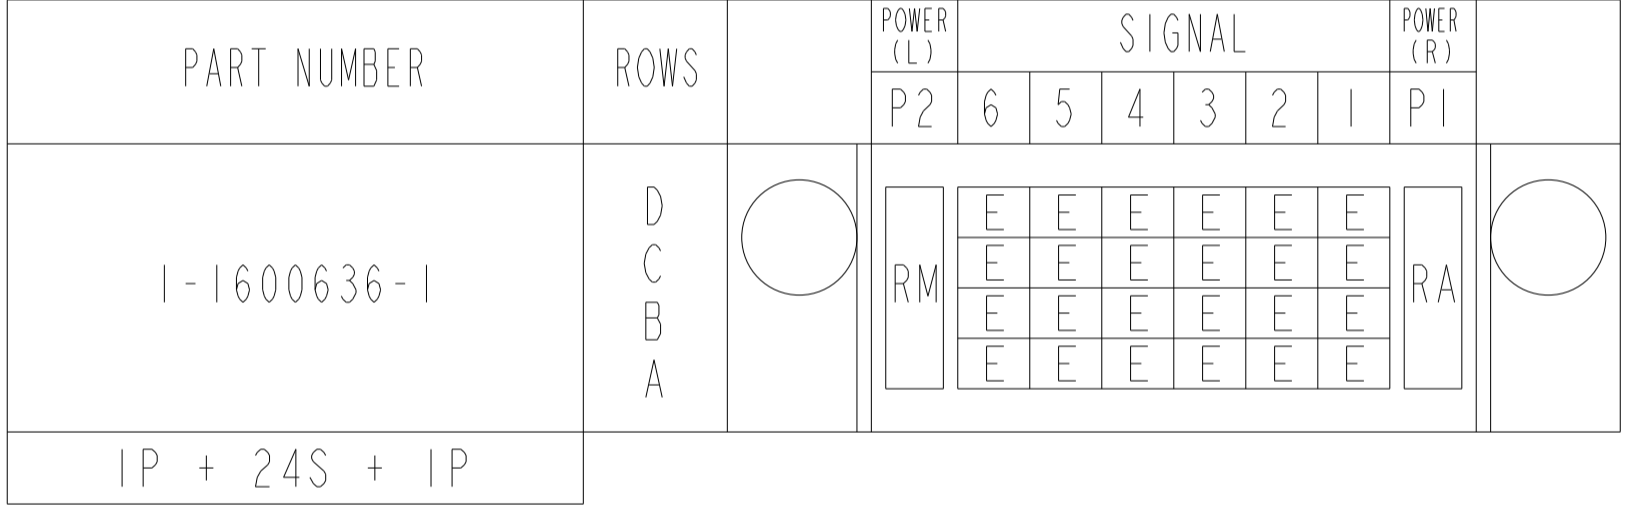 PART NUMBER ROWS POWER (L) SIGNAL POWER (R)
P2 6 5 4 3 2 1 P1
1-1600636-1
RM RA
D E E E E E E
C E E E E E E
B E E E E E E
A E E E E E E
1P + 24S + 1P